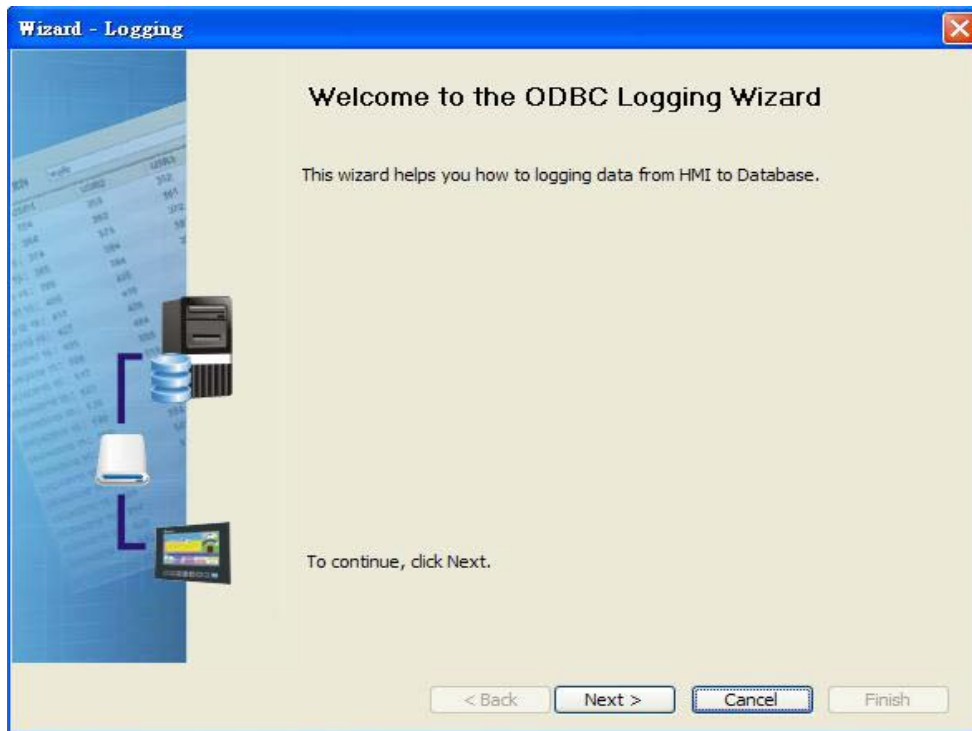 Wizard - Logging
Welcome to the ODBC Logging Wizard
This wizard helps you how to logging data from HMI to Database.
To continue, click Next.
< Back
Next >
Cancel
Finish